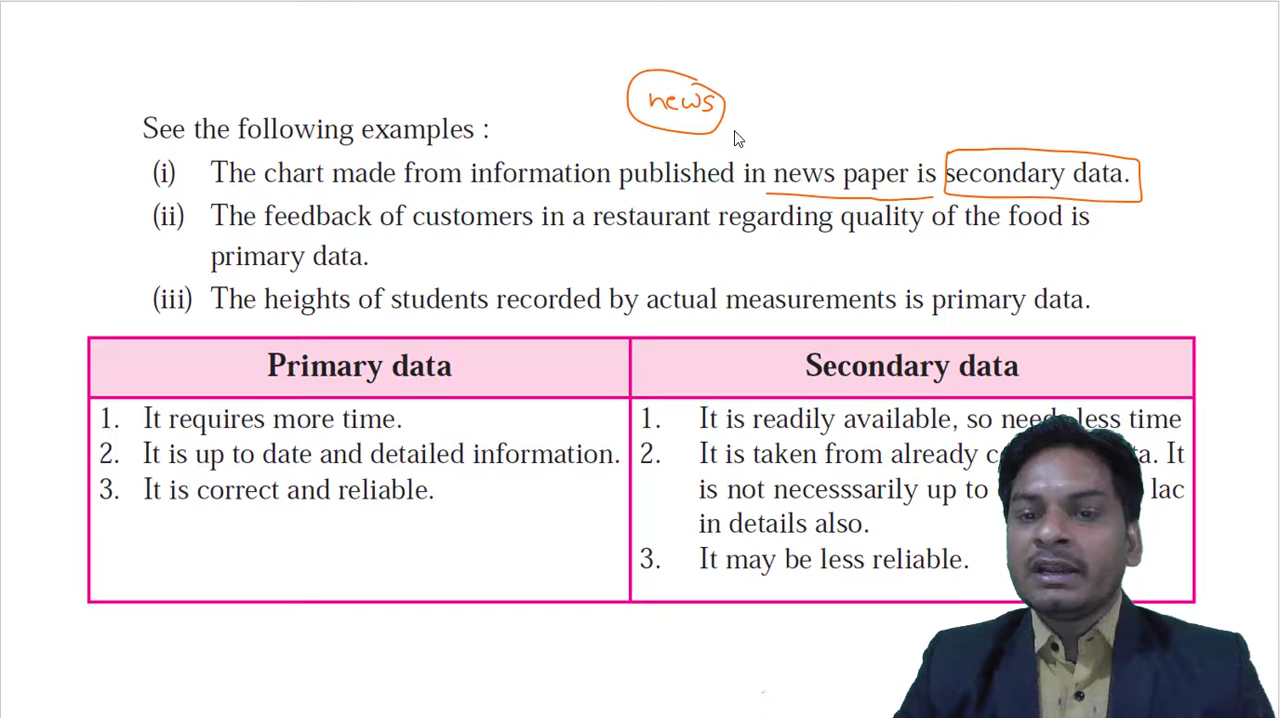 news
See the following examples :
(i) The chart made from information published in news paper is secondary data.
(ii) The feedback of customers in a restaurant regarding quality of the food is
primary data.
(iii) The heights of students recorded by actual measurements is primary data.
Primary data
1. It requires more time.
2. It is up to date and detailed information.
3. It is correct and reliable.
Secondary data
1. It is readily available, so less time
2. It is taken from already It
is not necesssarily up to lac
in details also.
3. It may be less reliable.